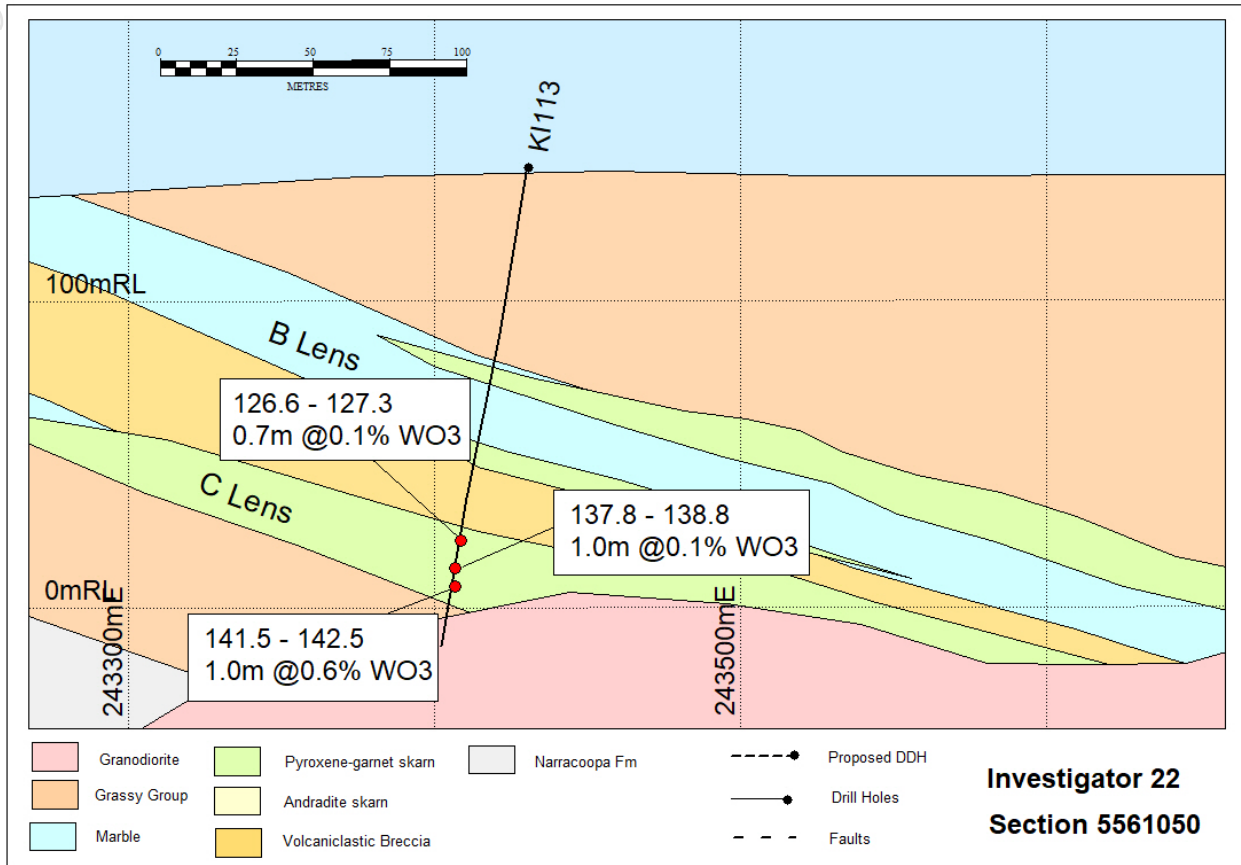 0 25 50 75 100
METRES
KI113
100mRL
B Lens
126.6 - 127.3
0.7m @0.1% WO3
C Lens
137.8 - 138.8
1.0m @0.1% WO3
0mRL
141.5 - 142.5
1.0m @0.6% WO3
243300mE
243500mE
Granodiorite
Grassy Group
Marble
Pyroxene-garnet skarn
Andradite skarn
Volcaniclastic Breccia
Narracoopa Fm
Proposed DDH
Drill Holes
Faults
Investigator 22
Section 5561050